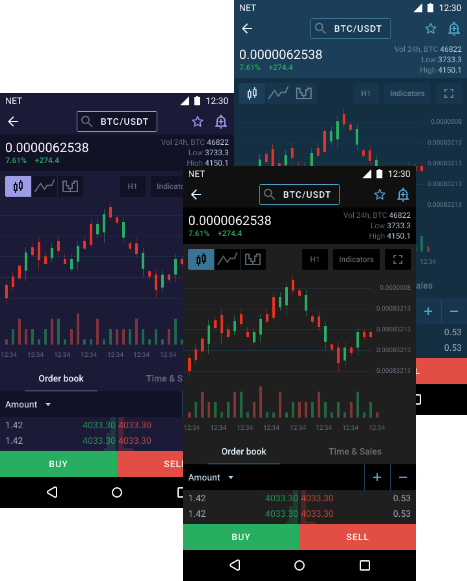 NET 12:30
BTC/USDT
0.0000062538
7.61% +274.4
Vol 24h, BTC 46822
Low 3733.3
High 4150.1
H1 Indicators
0.0000008
0.00083213
0.00083213
0.00083213
12:34
ales
+ −
0.53
0.53
L
NET 12:30
BTC/USDT
0.0000062538
7.61% +274.4
Vol 24h, BTC 46822
Low 3733.3
High 4150.1
H1 Indicato
12:34 12:34 12:34 12:34 12:34 12:34 12:34
Order book Time & S
Amount
1.42 4033.30 4033.30
1.42 4033.30 4033.30
BUY SELL
NET 12:30
BTC/USDT
0.0000062538
7.61% +274.4
Vol 24h, BTC 46822
Low 3733.3
High 4150.1
H1 Indicators
0.0000008
0.00083213
0.00083213
0.00083213
0.00083213
12:34 12:34 12:34 12:34 12:34 12:34 12:34
Order book Time & Sales
Amount + −
1.42 4033.30 4033.30 0.53
1.42 4033.30 4033.30 0.53
BUY SELL